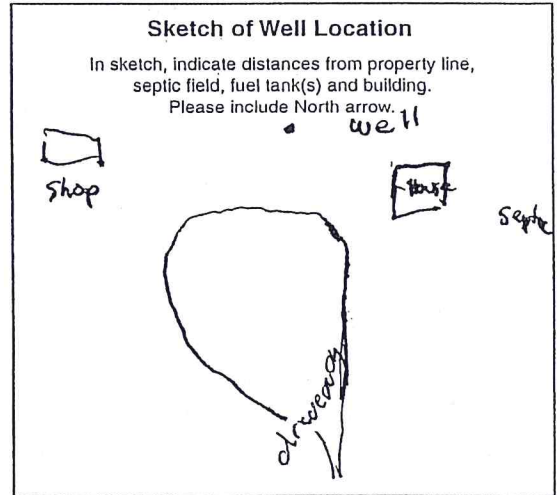 Sketch of Well Location
In sketch, indicate distances from property line,
septic field, fuel tank(s) and building.
Please include North arrow.
well
Shop
House
Septic
driveway